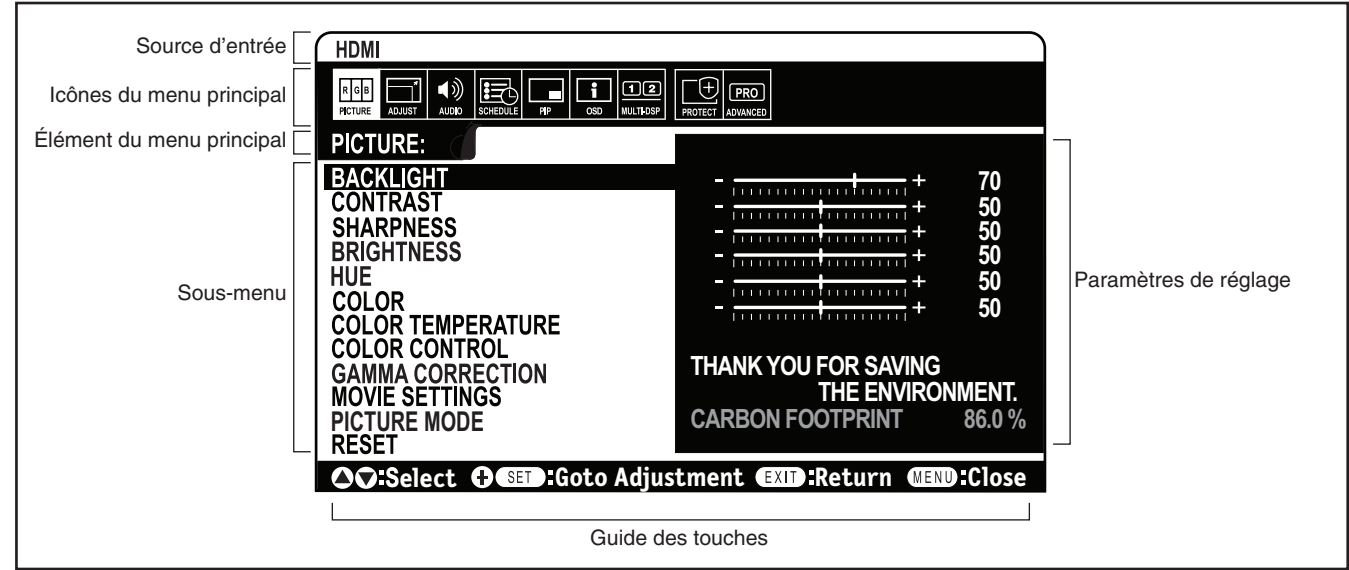 Source d'entrée
HDMI
Icônes du menu principal
R G B
PICTURE ADJUST AUDIO SCHEDULE PIP OSD MULTI-DSP PROTECT ADVANCED
1 2
PRO
Élément du menu principal
PICTURE:
Sous-menu
BACKLIGHT - + 70
CONTRAST - + 50
SHARPNESS - + 50
BRIGHTNESS - + 50
HUE - + 50
COLOR - + 50
COLOR TEMPERATURE
COLOR CONTROL
GAMMA CORRECTION
MOVIE SETTINGS
PICTURE MODE
RESET
THANK YOU FOR SAVING
THE ENVIRONMENT.
CARBON FOOTPRINT 86.0 %
Paramètres de réglage
:Select + SET :Goto Adjustment EXIT :Return MENU :Close
Guide des touches